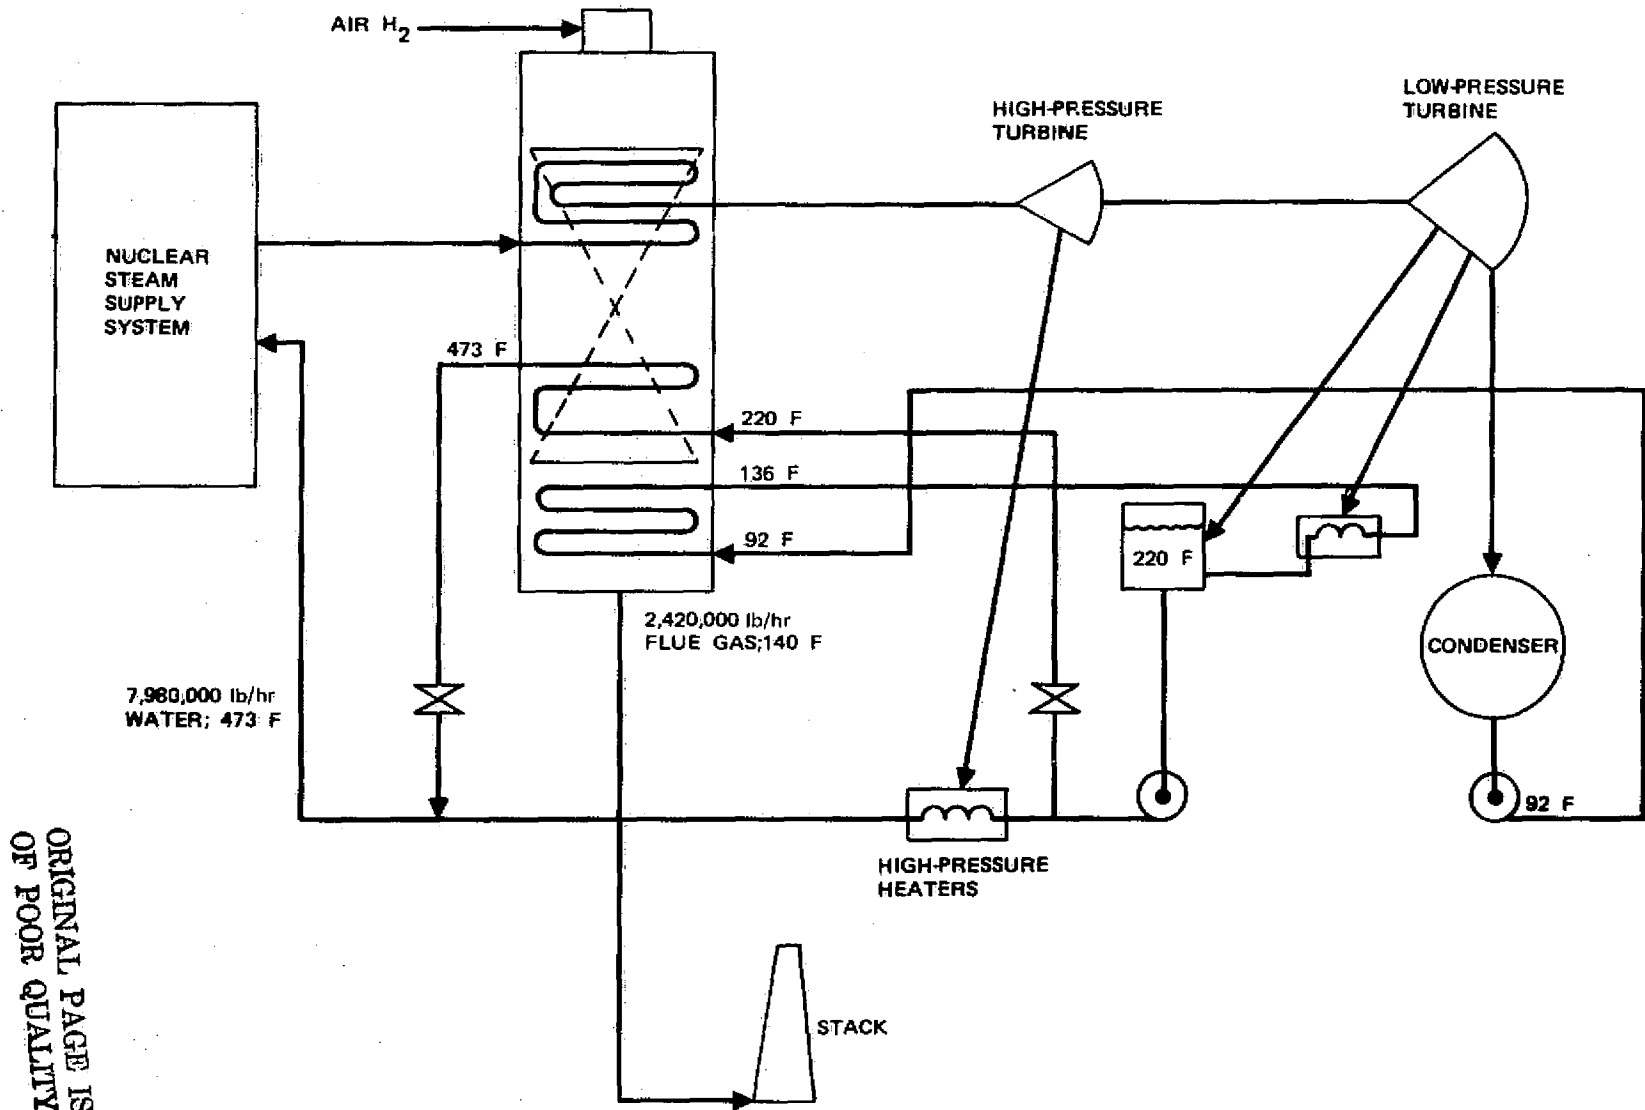 AIR H2
HIGH-PRESSURE
TURBINE
LOW-PRESSURE
TURBINE
NUCLEAR
STEAM
SUPPLY
SYSTEM
473 F
220 F
136 F
92 F
220 F
2,420,000 lb/hr
FLUE GAS;140 F
CONDENSER
7,980,000 lb/hr
WATER; 473 F
92 F
HIGH-PRESSURE
HEATERS
STACK
ORIGINAL PAGE IS
OF POOR QUALITY